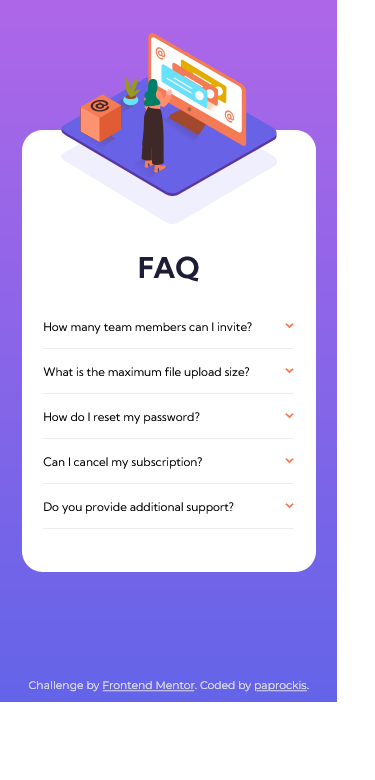 FAQ
How many team members can I invite?
What is the maximum file upload size?
How do I reset my password?
Can I cancel my subscription?
Do you provide additional support?
Challenge by Frontend Mentor. Coded by paprockis.